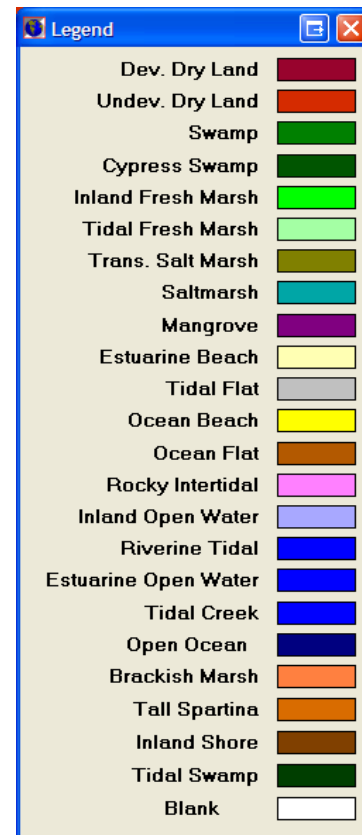 Legend
Dev. Dry Land
Undev. Dry Land
Swamp
Cypress Swamp
Inland Fresh Marsh
Tidal Fresh Marsh
Trans. Salt Marsh
Saltmarsh
Mangrove
Estuarine Beach
Tidal Flat
Ocean Beach
Ocean Flat
Rocky Intertidal
Inland Open Water
Riverine Tidal
Estuarine Open Water
Tidal Creek
Open Ocean
Brackish Marsh
Tall Spartina
Inland Shore
Tidal Swamp
Blank